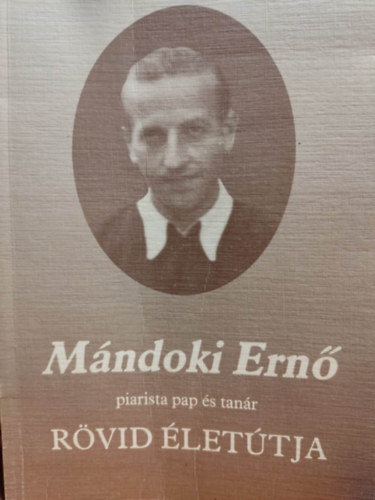 Mándoki Ernő
piarista pap és tanár
RÖVID ÉLETÚTJA